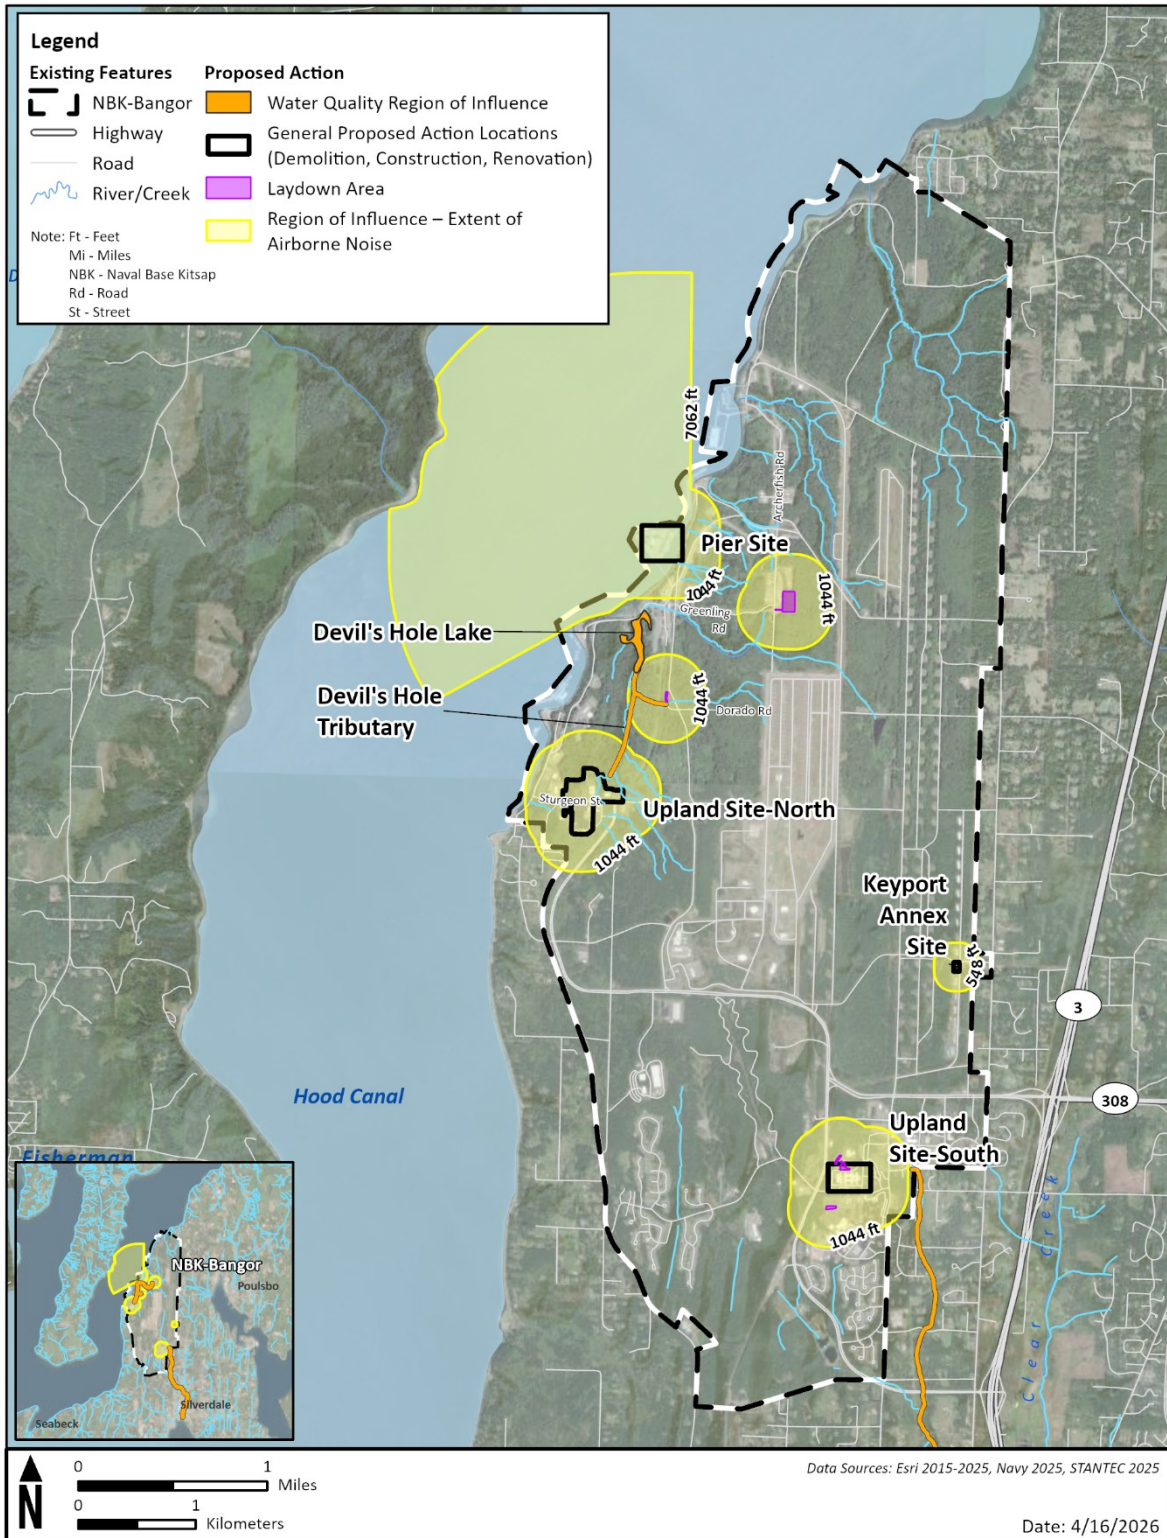 Legend
Existing Features
NBK-Bangor
Highway
Road
River/Creek
Note: Ft - Feet
Mi - Miles
NBK - Naval Base Kitsap
Rd - Road
St - Street
Proposed Action
Water Quality Region of Influence
General Proposed Action Locations
(Demolition, Construction, Renovation)
Laydown Area
Region of Influence – Extent of
Airborne Noise
7062 ft
Archerfish Rd
Pier Site
1044 ft
1044 ft
Greenling
Rd
Devil's Hole Lake
Devil's Hole
Tributary
1044 ft
Dorado Rd
Sturgeon St
Upland Site-North
1044 ft
Keyport
Annex
Site
548 ft
3
308
Hood Canal
Upland
Site-South
1044 ft
Clear Creek
Fisherman
NBK-Bangor
Poulsbo
Silverdale
Seabeck
N
0 1
Miles
0 1
Kilometers
Data Sources: Esri 2015-2025, Navy 2025, STANTEC 2025
Date: 4/16/2026